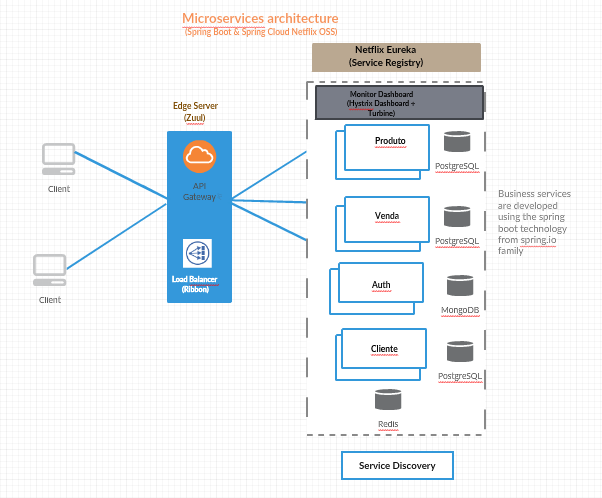 Microservices architecture
(Spring Boot & Spring Cloud Netflix OSS)
Netflix Eureka
(Service Registry)
Monitor Dashboard
(Hystrix Dashboard +
Turbine)
Edge Server
(Zuul)
Produto
PostgreSQL
Client
API
Gateway
Business services
are developed
using the spring
boot technology
from spring.io
family
Venda
PostgreSQL
Load Balancer
(Ribbon)
Client
Auth
MongoDB
Cliente
PostgreSQL
Redis
Service Discovery